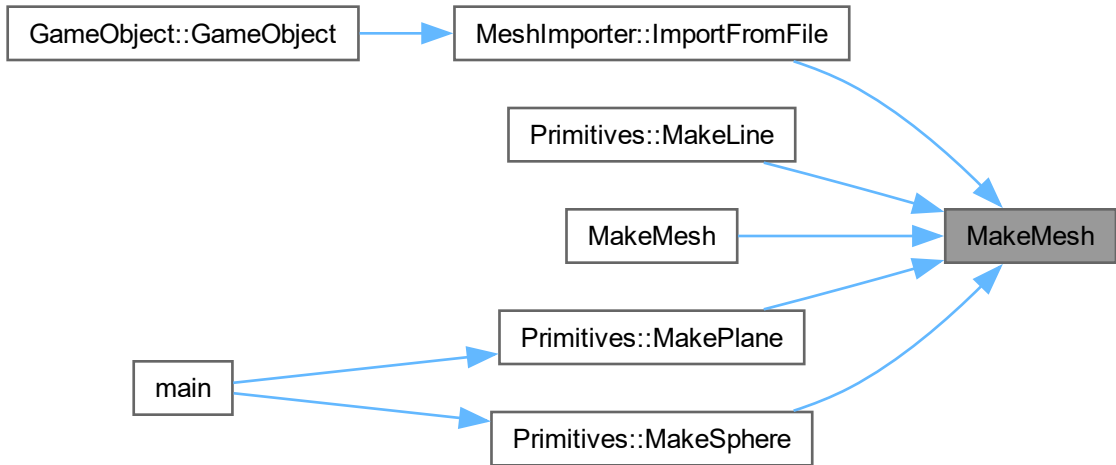 GameObject::GameObject
MeshImporter::ImportFromFile
Primitives::MakeLine
MakeMesh
MakeMesh
Primitives::MakePlane
main
Primitives::MakeSphere